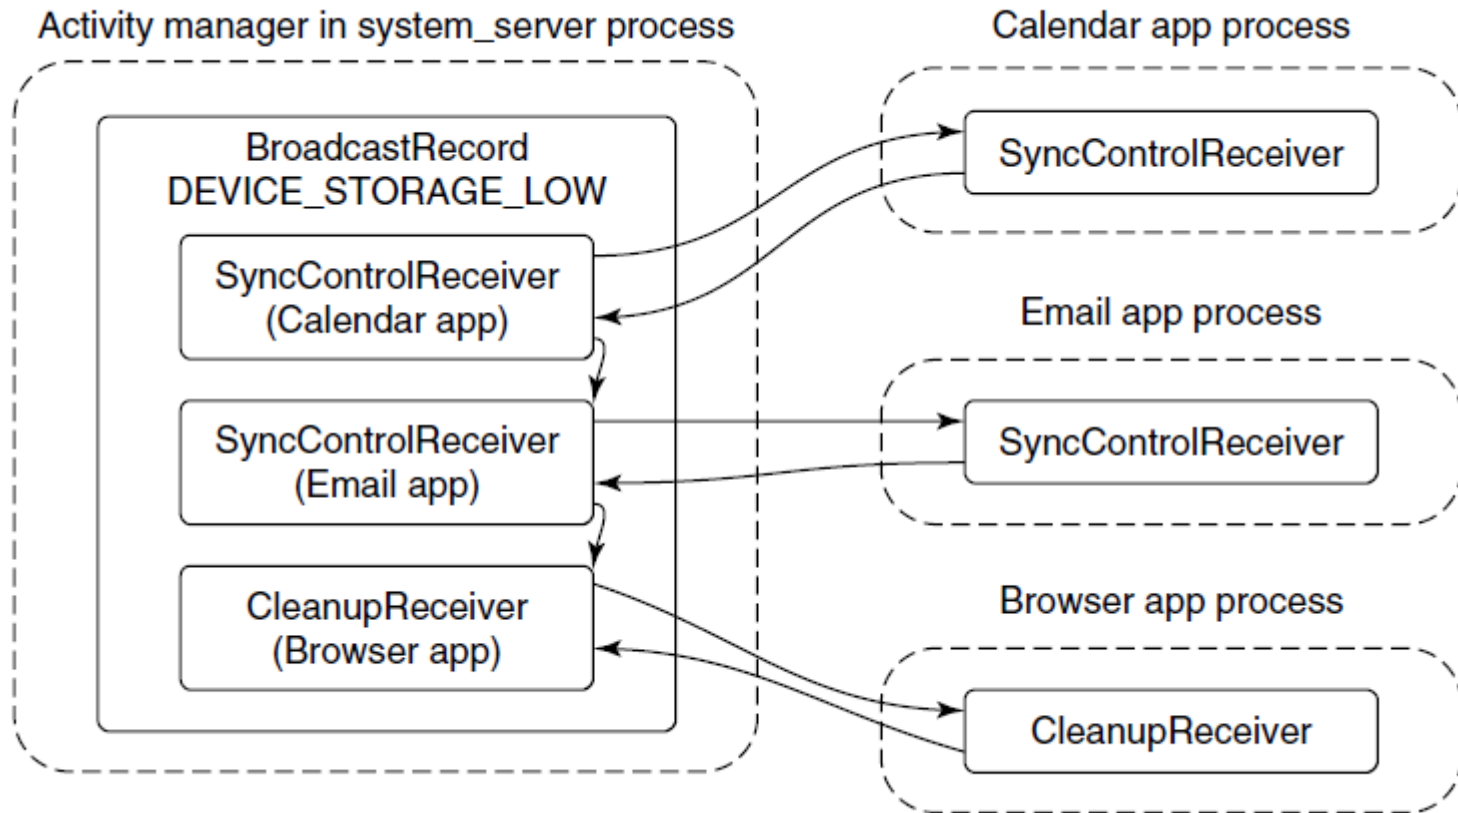 Activity manager in system_server process
BroadcastRecord
DEVICE_STORAGE_LOW
SyncControlReceiver
(Calendar app)
SyncControlReceiver
(Email app)
CleanupReceiver
(Browser app)
Calendar app process
SyncControlReceiver
Email app process
SyncControlReceiver
Browser app process
CleanupReceiver